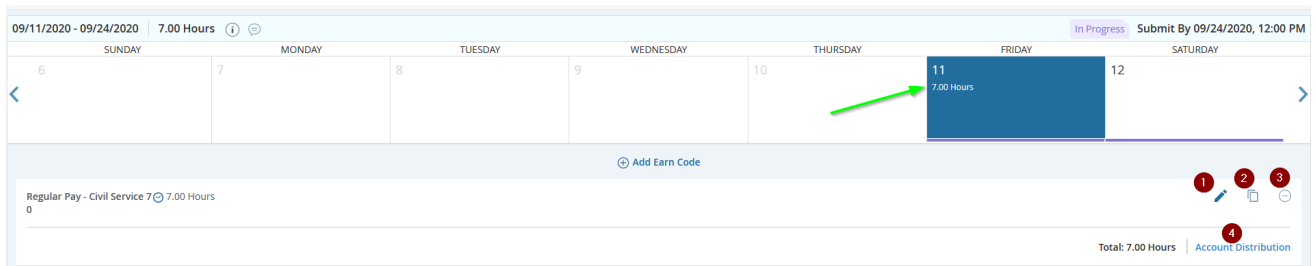 09/11/2020 - 09/24/2020 7.00 Hours In Progress Submit By 09/24/2020, 12:00 PM
SUNDAY MONDAY TUESDAY WEDNESDAY THURSDAY FRIDAY SATURDAY
6 7 8 9 10 11 12
7.00 Hours
Add Earn Code
1 2 3
Regular Pay - Civil Service 7 7.00 Hours
0
4
Total: 7.00 Hours Account Distribution